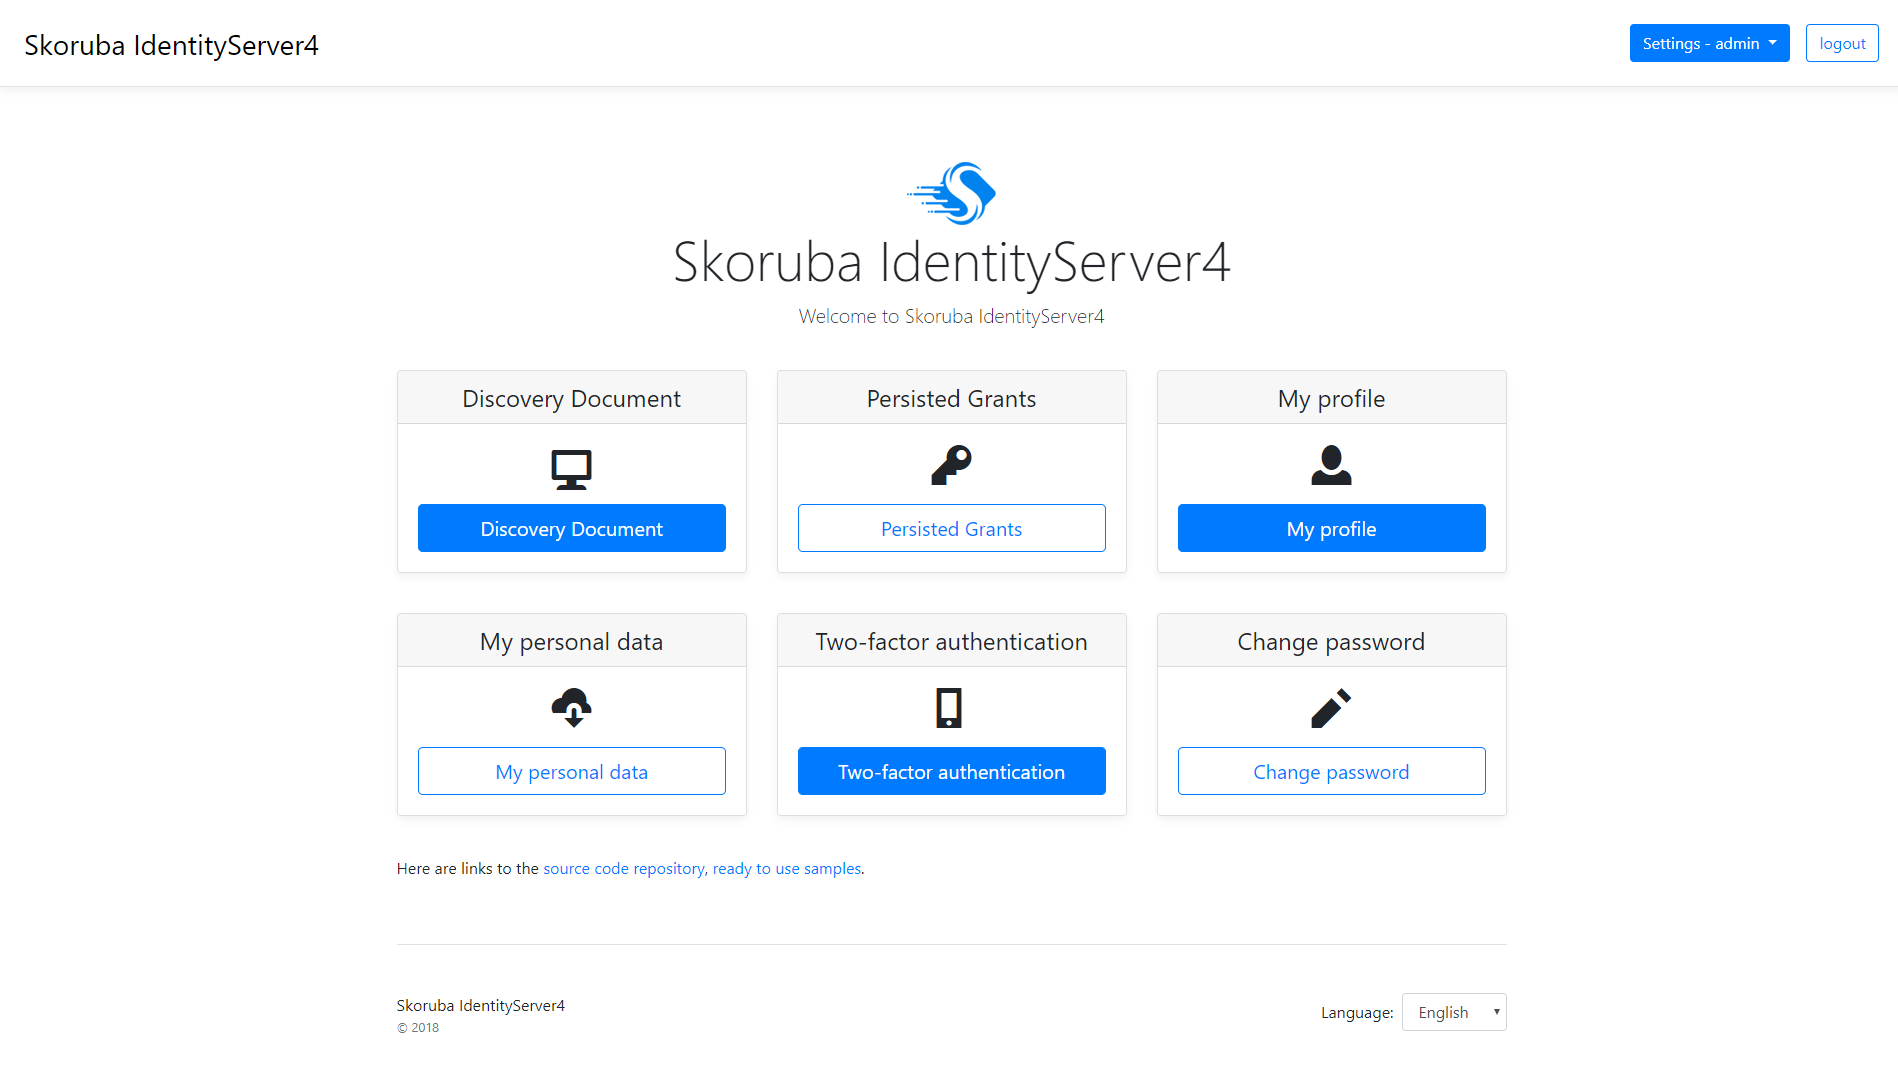 Skoruba IdentityServer4
Settings - admin
logout
Skoruba IdentityServer4
Welcome to Skoruba IdentityServer4
Discovery Document
Persisted Grants
My profile
Discovery Document
Persisted Grants
My profile
My personal data
Two-factor authentication
Change password
My personal data
Two-factor authentication
Change password
Here are links to the source code repository, ready to use samples.
Skoruba IdentityServer4
© 2018
Language: English